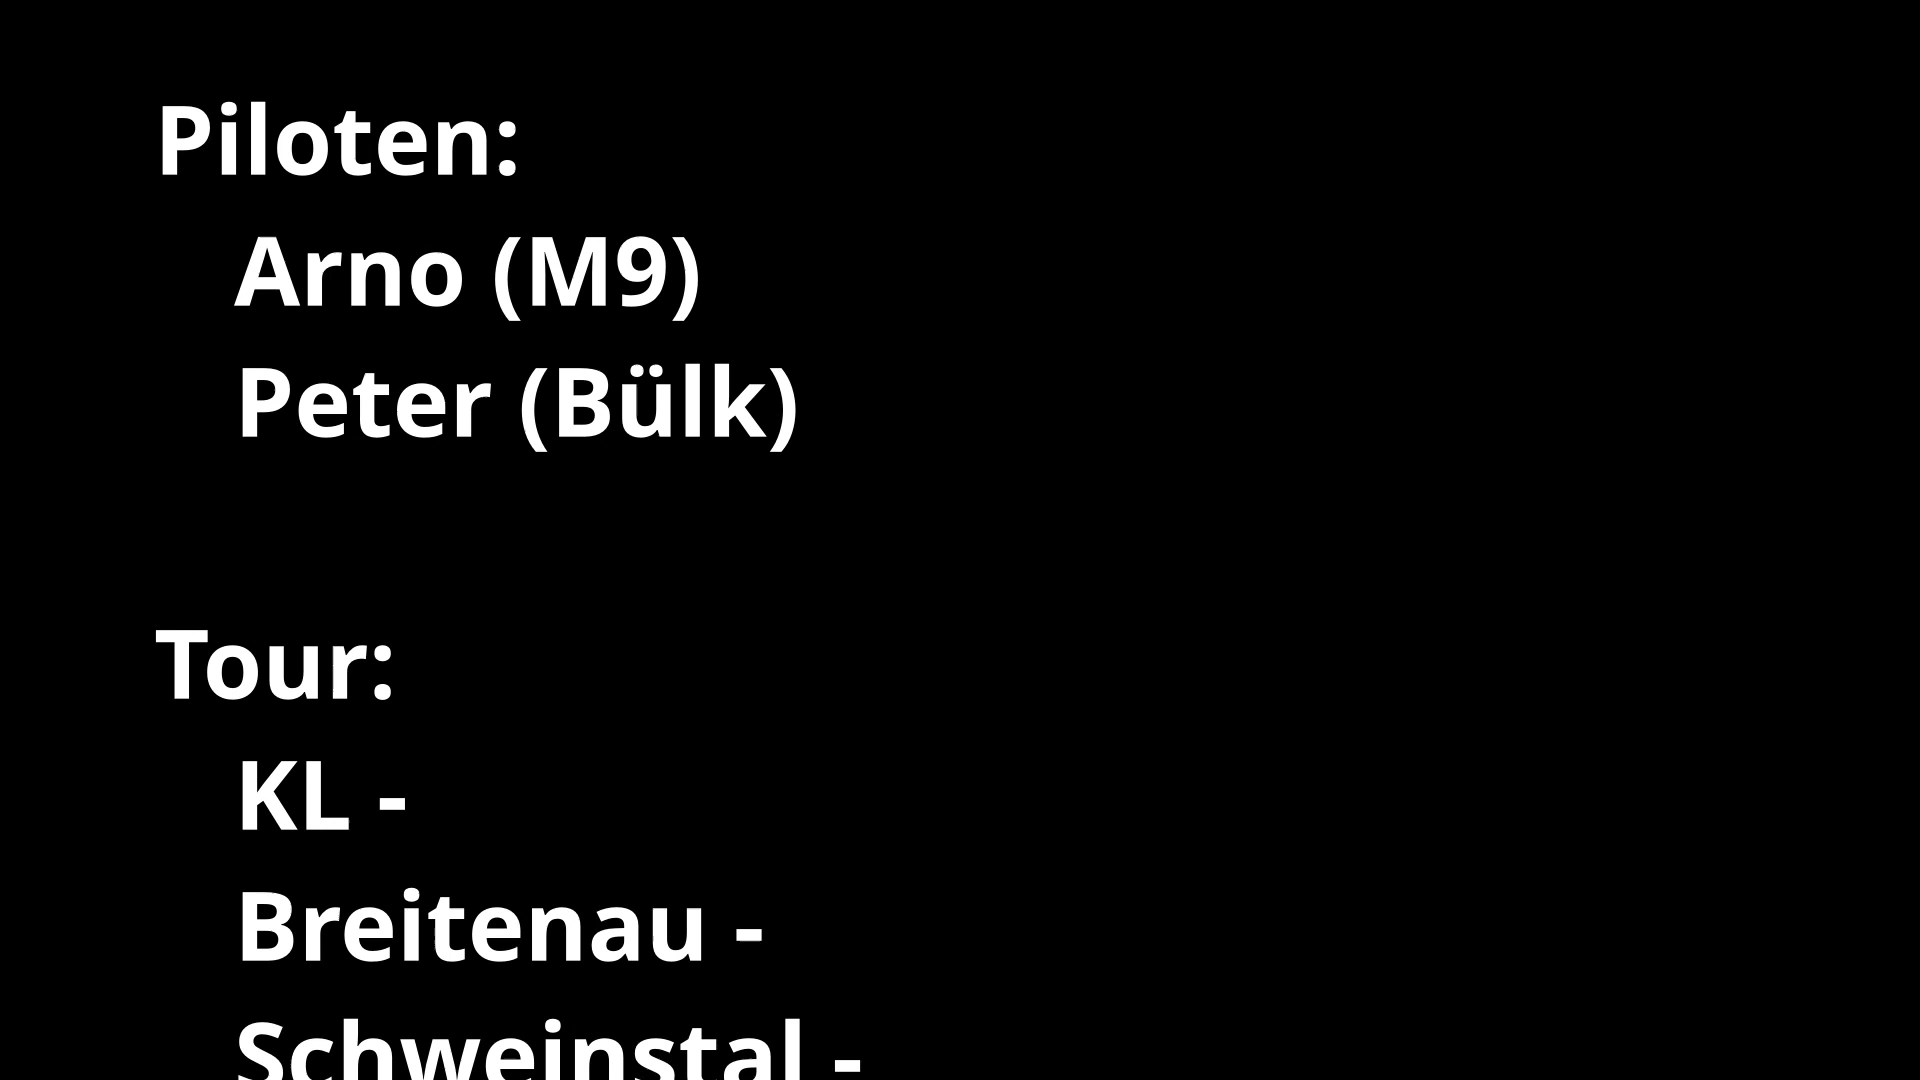 Piloten:
Arno (M9)
Peter (Bülk)
Tour:
KL -
Breitenau -
Schweinstal -